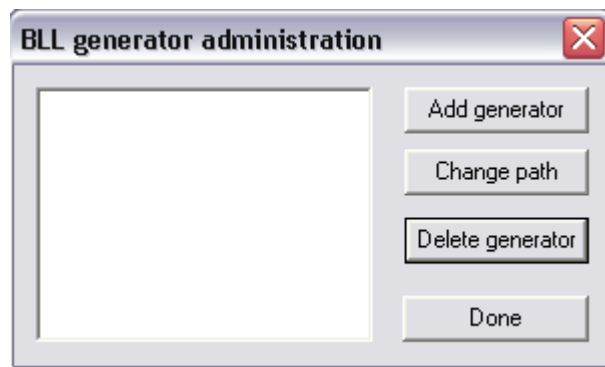 BLL generator administration
Add generator
Change path
Delete generator
Done